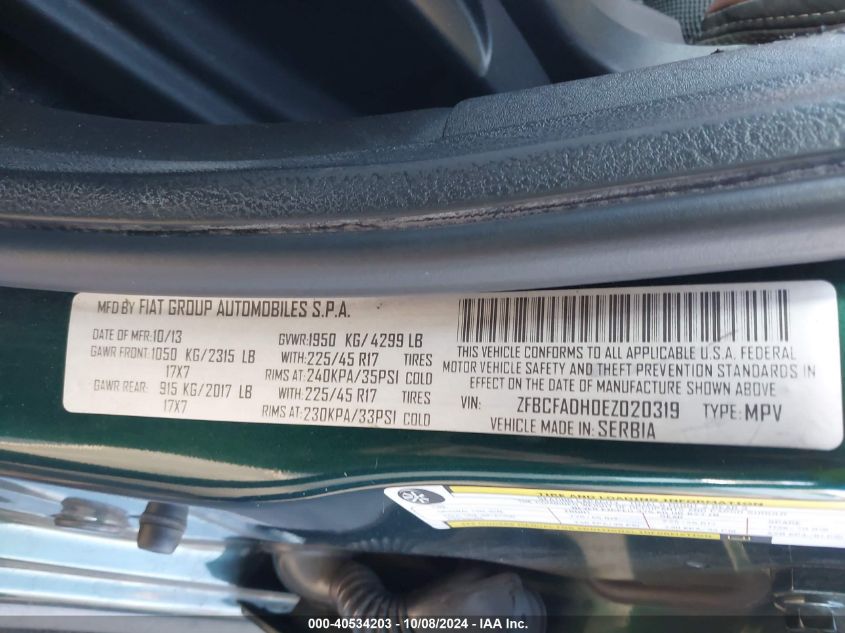 MFD BY FIAT GROUP AUTOMOBILES S.P.A.
DATE OF MFR:10/13 GVWR:1950 KG/4299 LB
GAWR FRONT:1050 KG/2315 LB WITH:225/45 R17 TIRES
17X7 RIMS AT:240KPA/35PSI COLD
GAWR REAR: 915 KG/2017 LB WITH:225/45 R17 TIRES
17X7 RIMS AT:230KPA/33PSI COLD
THIS VEHICLE CONFORMS TO ALL APPLICABLE U.S.A. FEDERAL
MOTOR VEHICLE SAFETY AND THEFT PREVENTION STANDARDS IN
EFFECT ON THE DATE OF MANUFACTURE SHOWN ABOVE.
VIN: ZFBCFADH0EZ020319 TYPE: MPV
VEHICLE MADE IN: SERBIA
TIRE AND LOADING INFORMATION
000-40534203 - 10/08/2024 - IAA Inc.